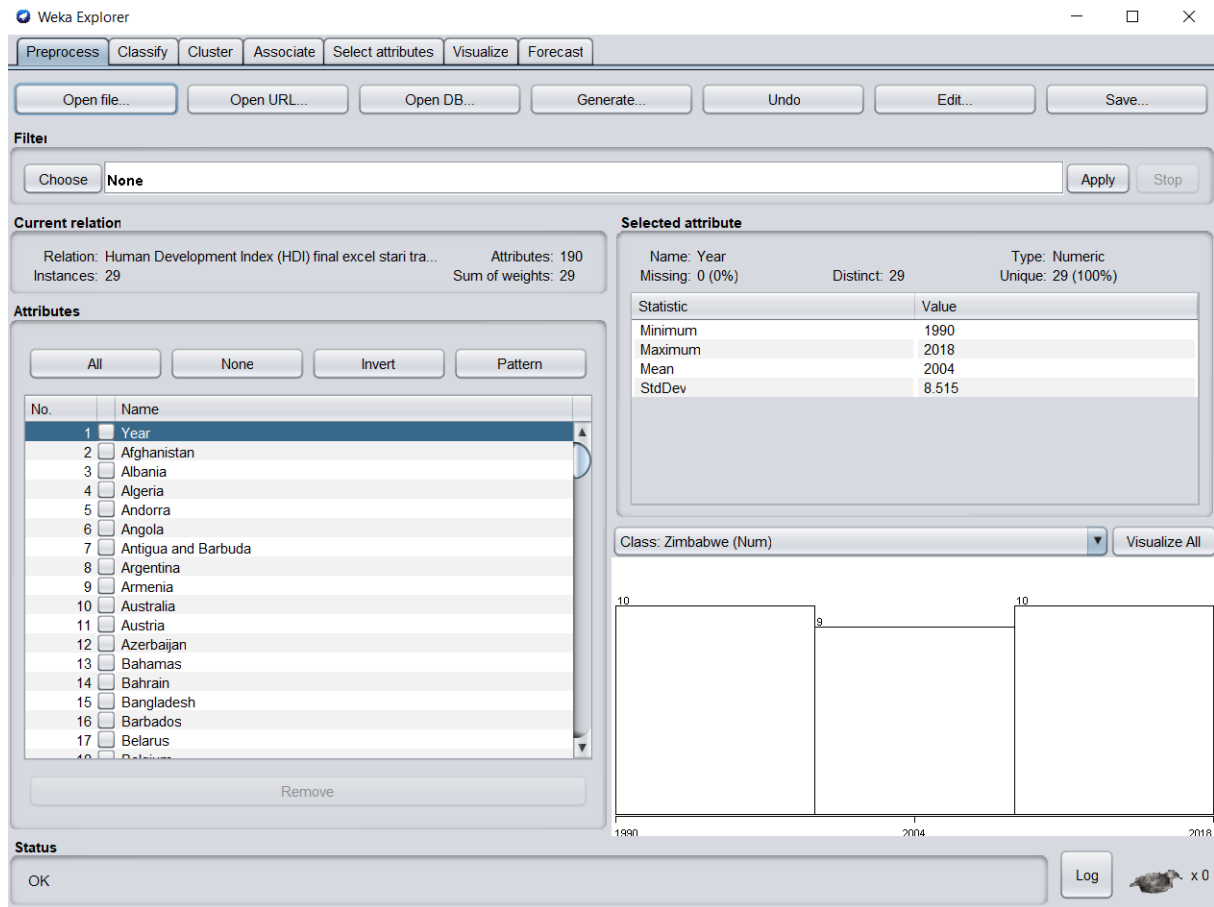 Weka Explorer
Preprocess Classify Cluster Associate Select attributes Visualize Forecast
Open file... Open URL... Open DB... Generate... Undo Edit... Save...
Filter
Choose None Apply Stop
Current relation
Relation: Human Development Index (HDI) final excel stari tra... Attributes: 190
Instances: 29 Sum of weights: 29
Attributes
All None Invert Pattern
No. Name
1 Year
2 Afghanistan
3 Albania
4 Algeria
5 Andorra
6 Angola
7 Antigua and Barbuda
8 Argentina
9 Armenia
10 Australia
11 Austria
12 Azerbaijan
13 Bahamas
14 Bahrain
15 Bangladesh
16 Barbados
17 Belarus
18 Belgium
Remove
Selected attribute
Name: Year Type: Numeric
Missing: 0 (0%) Distinct: 29 Unique: 29 (100%)
Statistic Value
Minimum 1990
Maximum 2018
Mean 2004
StdDev 8.515
Class: Zimbabwe (Num) Visualize All
10 9 10
1990 2004 2018
Status
OK Log x 0